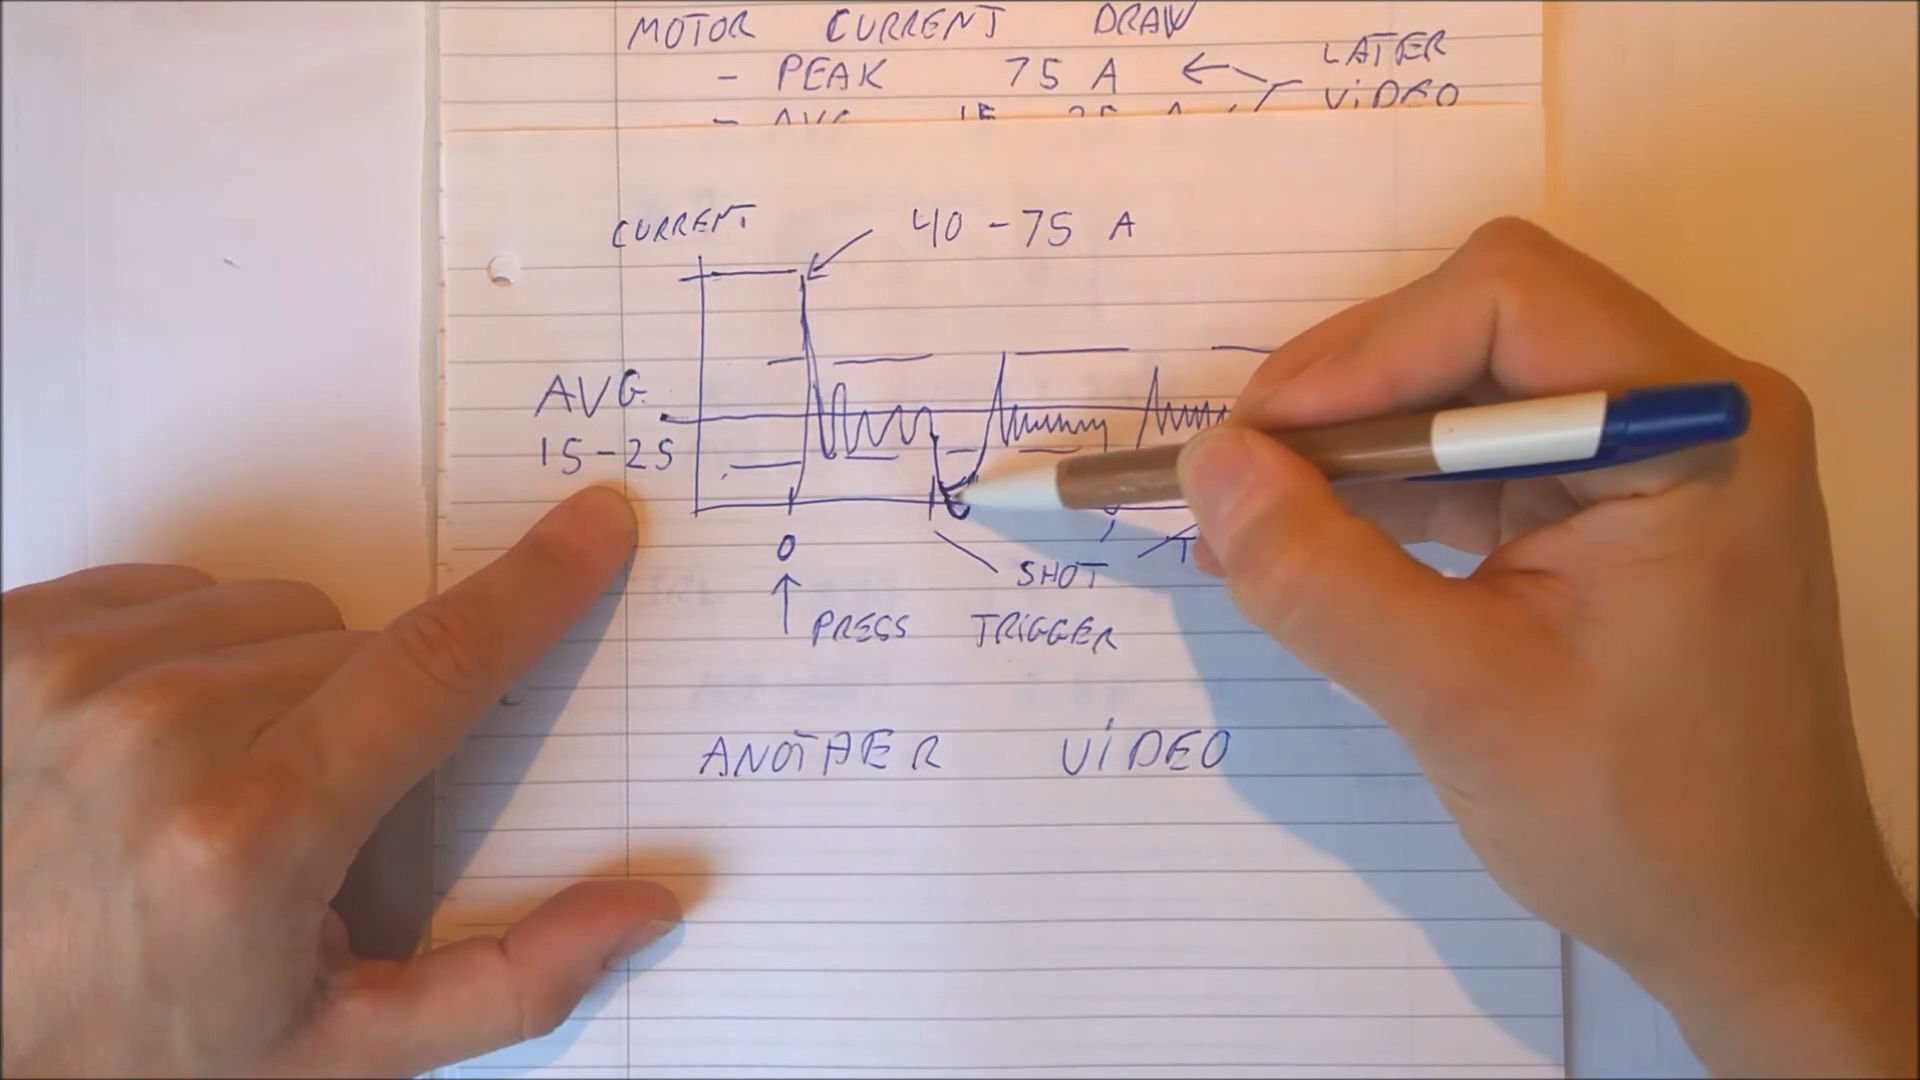 MOTOR CURRENT DRAW
- PEAK 75 A
LATER
ViDEO
CURRENT
40 - 75 A
AVG.
15-25
0
T
SHOT
PRESS TRIGGER
ANOTHER ViDEO